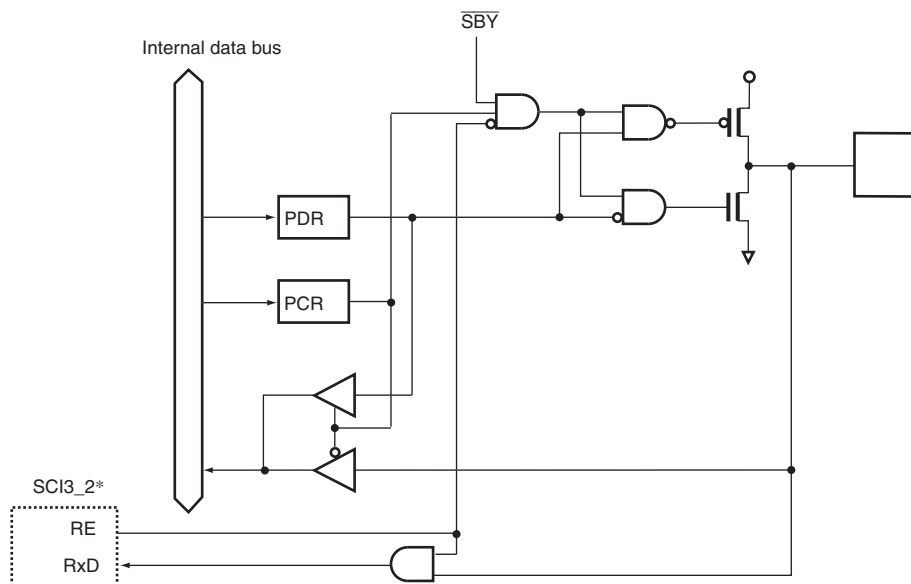 SBY
Internal data bus
PDR
PCR
SCI3_2*
RE
RxD